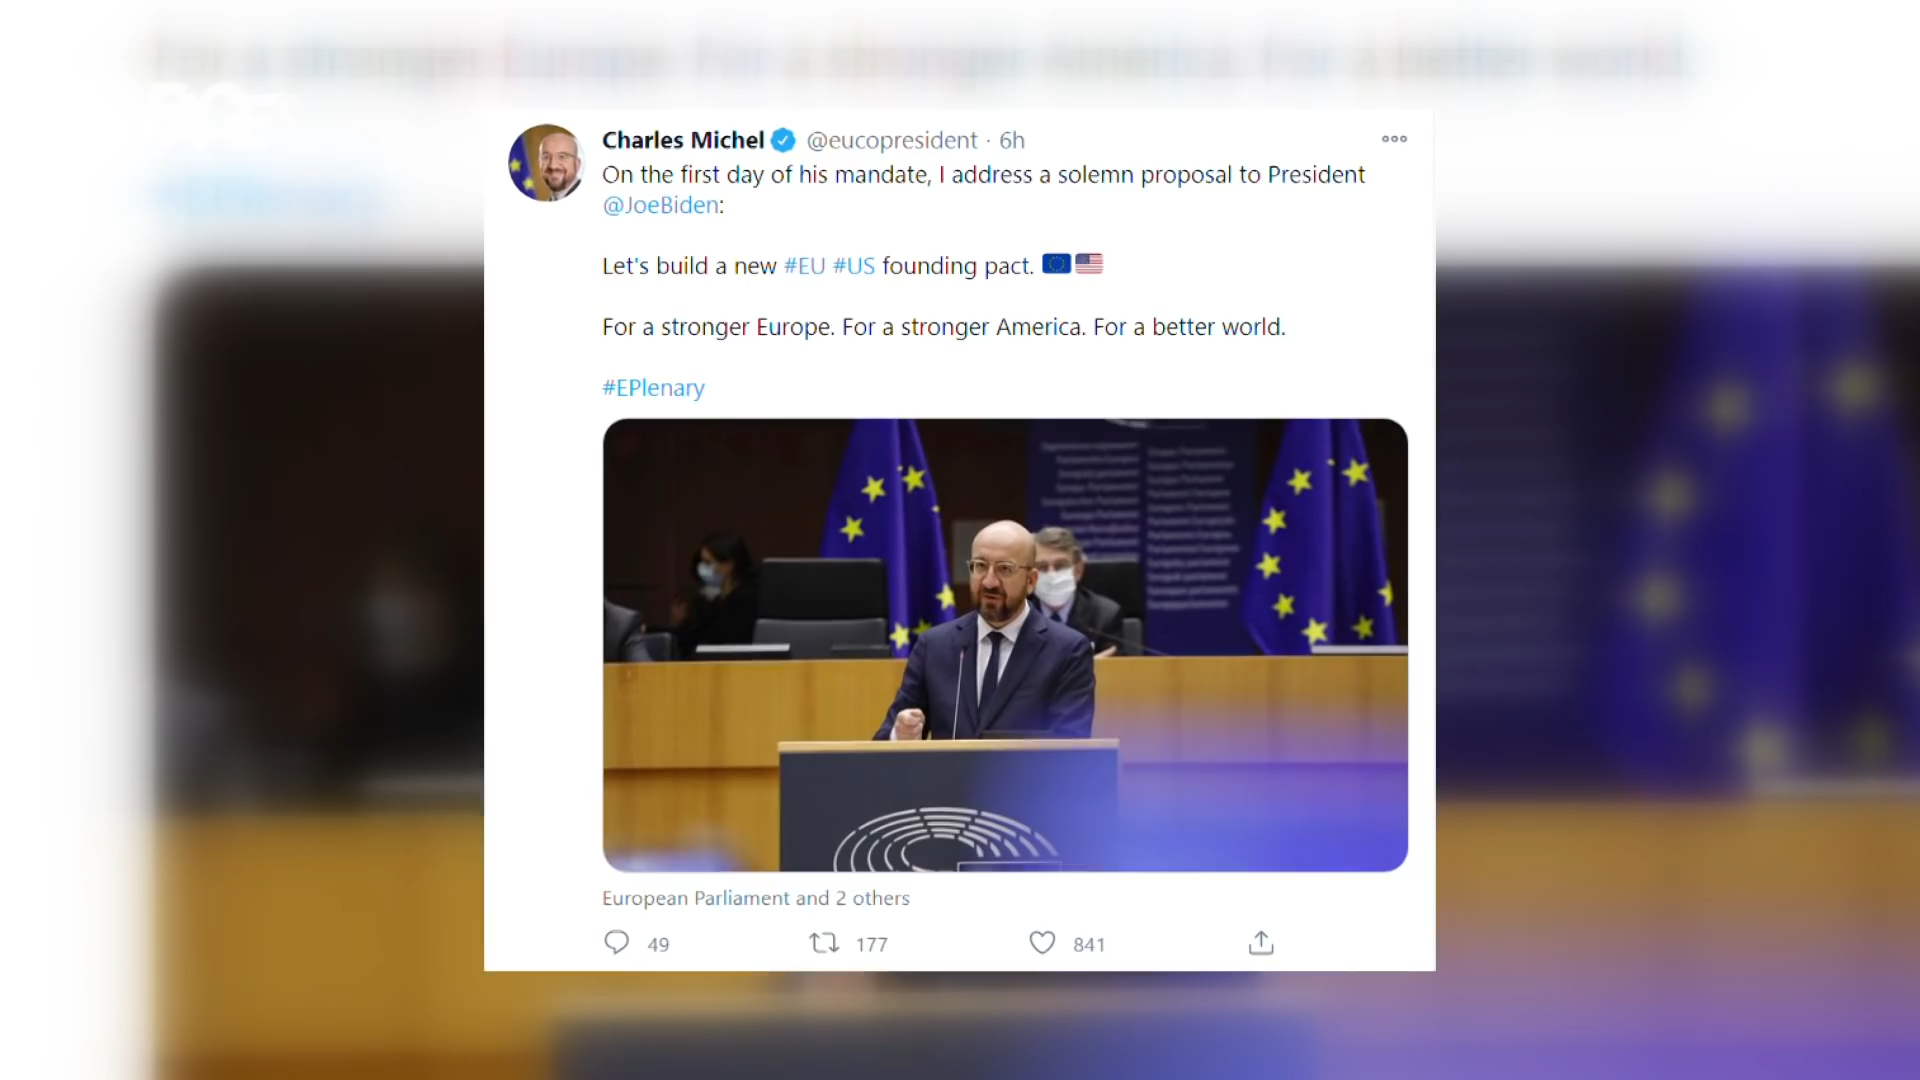 Charles Michel @eucopresident · 6h
On the first day of his mandate, I address a solemn proposal to President
@JoeBiden:
Let's build a new #EU #US founding pact.
For a stronger Europe. For a stronger America. For a better world.
#EPlenary
European Parliament and 2 others
49 177 841